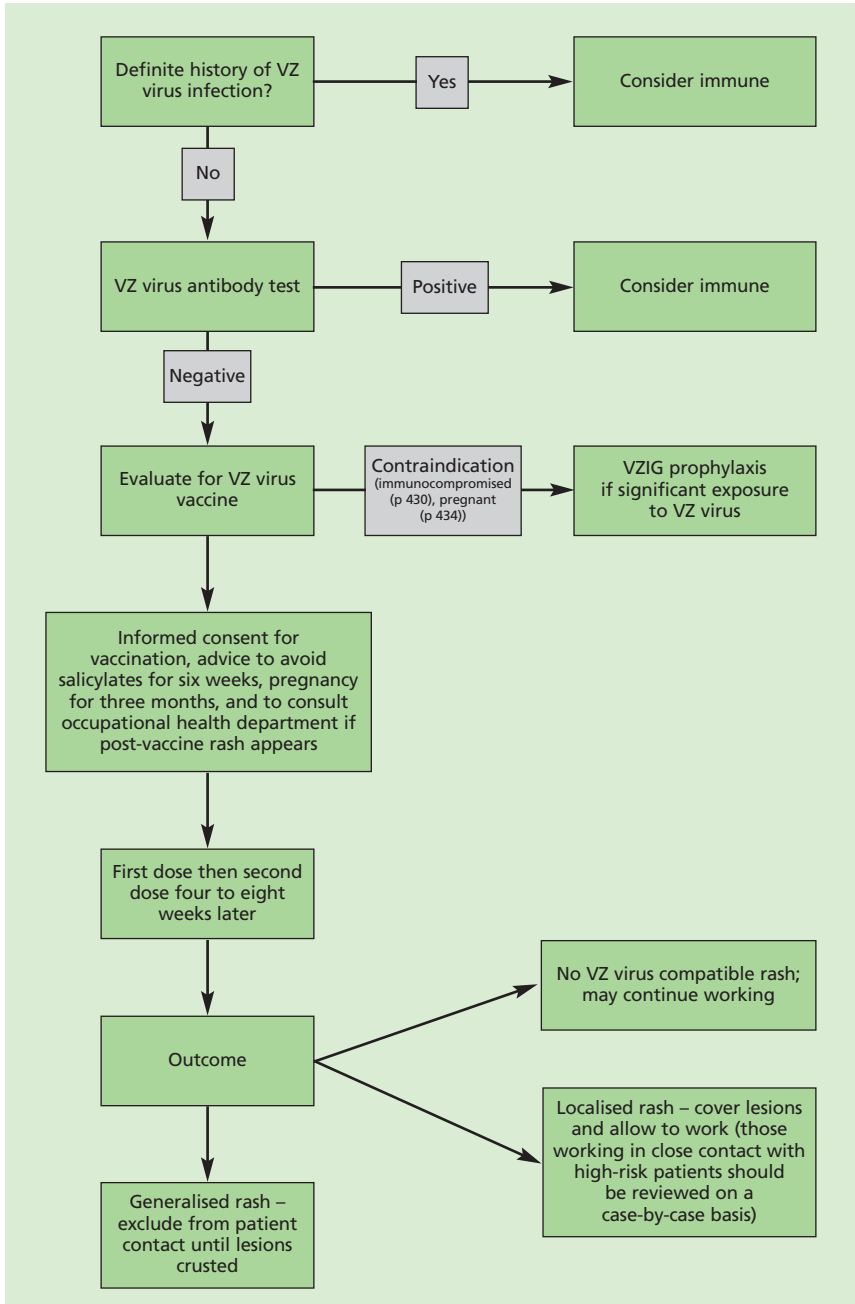 Definite history of VZ
virus infection?
Yes
Consider immune
No
VZ virus antibody test
Positive
Consider immune
Negative
Evaluate for VZ virus
vaccine
Contraindication
(immunocompromised
(p 430), pregnant
(p 434))
VZIG prophylaxis
if significant exposure
to VZ virus
Informed consent for
vaccination, advice to avoid
salicylates for six weeks, pregnancy
for three months, and to consult
occupational health department if
post-vaccine rash appears
First dose then second
dose four to eight
weeks later
No VZ virus compatible rash;
may continue working
Outcome
Localised rash – cover lesions
and allow to work (those
working in close contact with
high-risk patients should
be reviewed on a
case-by-case basis)
Generalised rash –
exclude from patient
contact until lesions
crusted